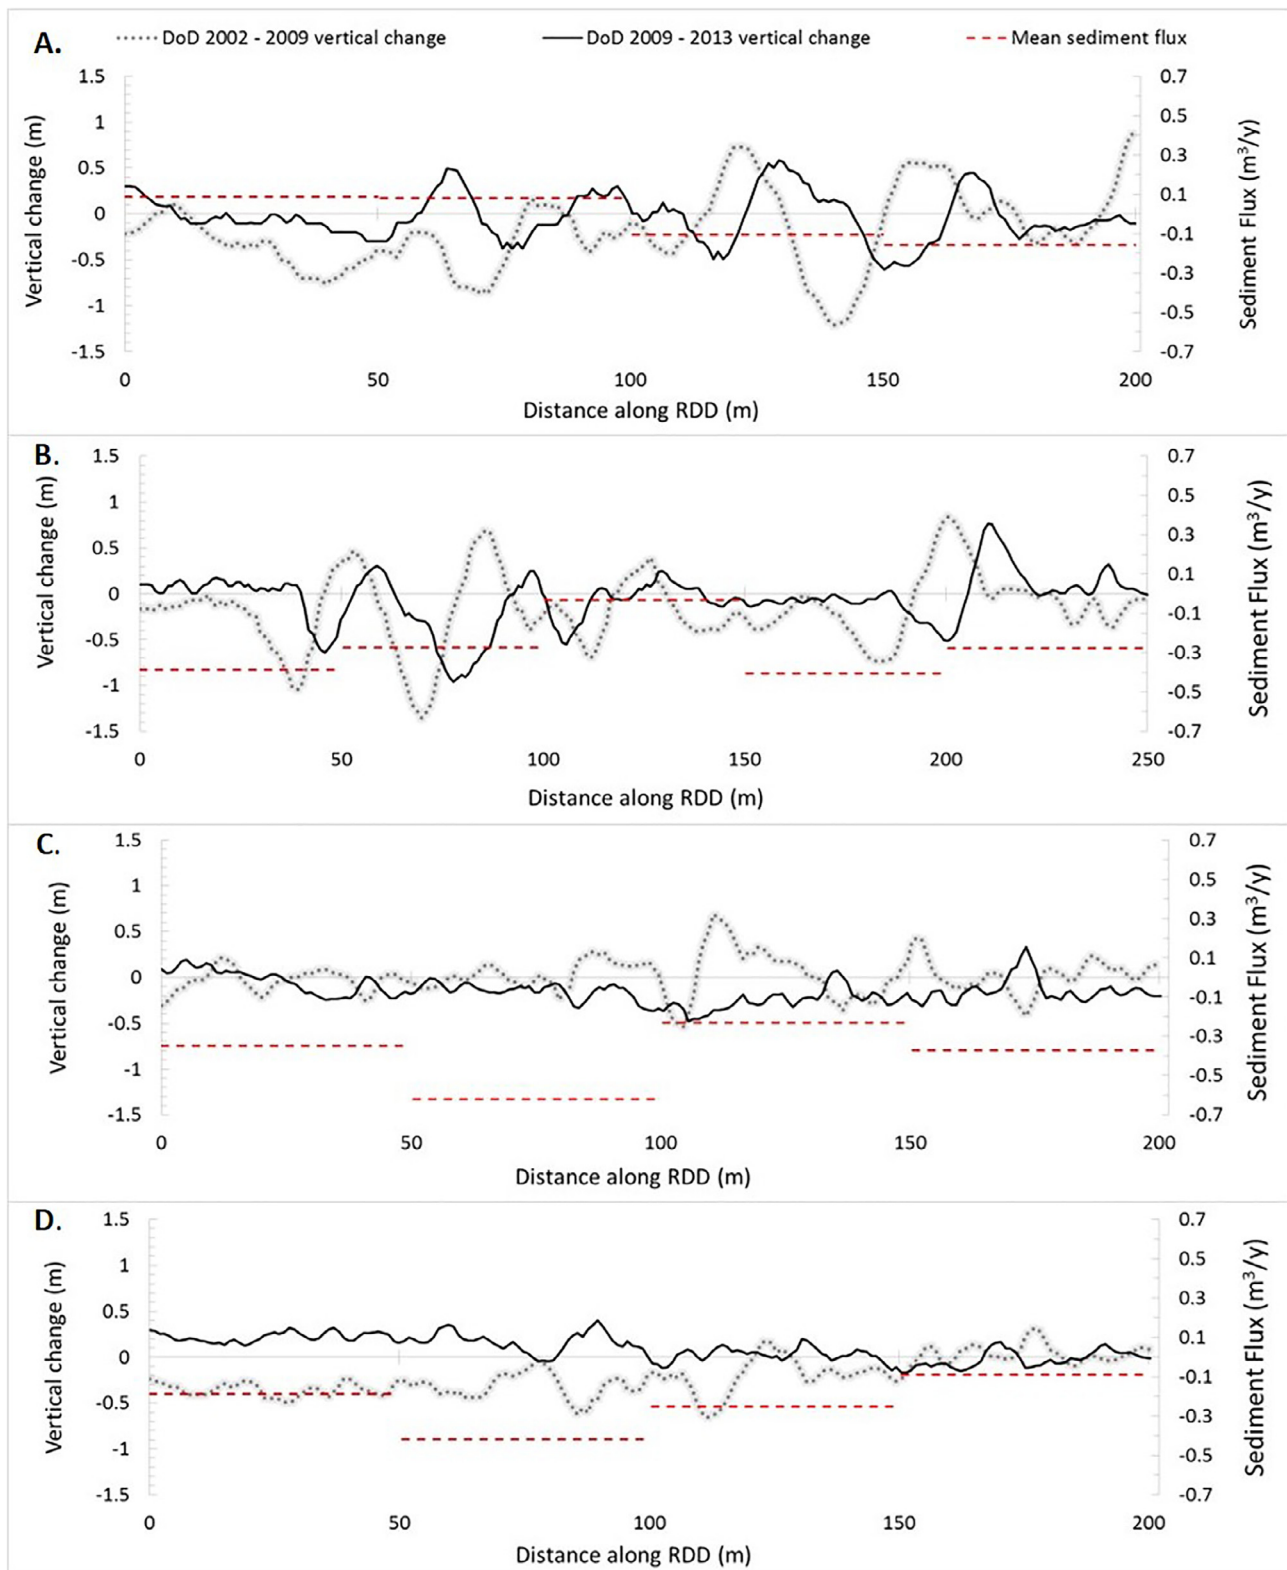 A.
DoD 2002 - 2009 vertical change DoD 2009 - 2013 vertical change Mean sediment flux
Vertical change (m)
1.5
1
0.5
0
-0.5
-1
-1.5
0.7
0.5
0.3
0.1
-0.1
-0.3
-0.5
-0.7
Sediment Flux (m³/y)
0 50 100 150 200
Distance along RDD (m)
B.
Vertical change (m)
1.5
1
0.5
0
-0.5
-1
-1.5
0.7
0.5
0.3
0.1
-0.1
-0.3
-0.5
-0.7
Sediment Flux (m³/y)
0 50 100 150 200 250
Distance along RDD (m)
C.
Vertical change (m)
1.5
1
0.5
0
-0.5
-1
-1.5
0.7
0.5
0.3
0.1
-0.1
-0.3
-0.5
-0.7
Sediment Flux (m³/y)
0 50 100 150 200
Distance along RDD (m)
D.
Vertical change (m)
1.5
1
0.5
0
-0.5
-1
-1.5
0.7
0.5
0.3
0.1
-0.1
-0.3
-0.5
-0.7
Sediment Flux (m³/y)
0 50 100 150 200
Distance along RDD (m)